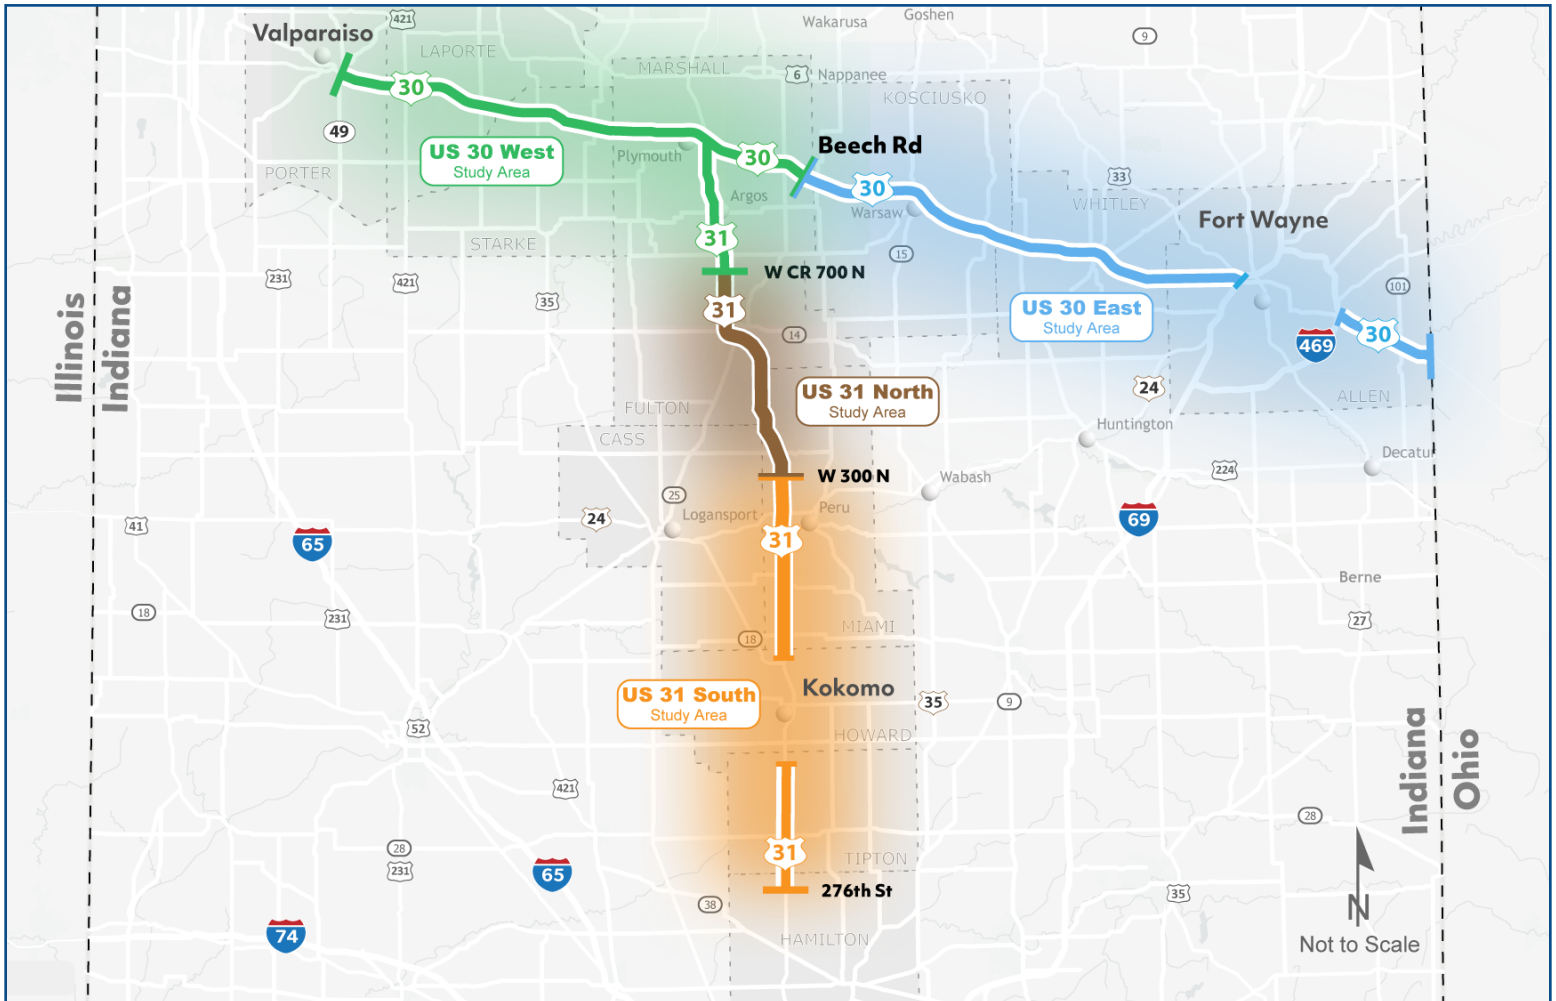 421
Goshen
Wakarusa
Valparaiso
9
LAPORTE
MARSHALL
6
Nappanee
30
KOSCIUSKO
49
Beech Rd
US 30 West
Study Area
Plymouth
30
PORTER
33
30
Argos
WHITLEY
Warsaw
Fort Wayne
31
STARKE
15
W CR 700 N
231
421
101
35
31
US 30 East
Study Area
14
30
469
Illinois
Indiana
US 31 North
Study Area
24
ALLEN
FULTON
CASS
Huntington
Decatur
W 300 N
224
Wabash
25
Logansport
Peru
24
41
69
65
31
Berne
18
231
27
MIAMI
18
US 31 South
Study Area
Kokomo
35
9
52
HOWARD
Indiana
Ohio
421
28
28
31
TIPTON
231
65
276th St
35
38
N
74
HAMILTON
Not to Scale